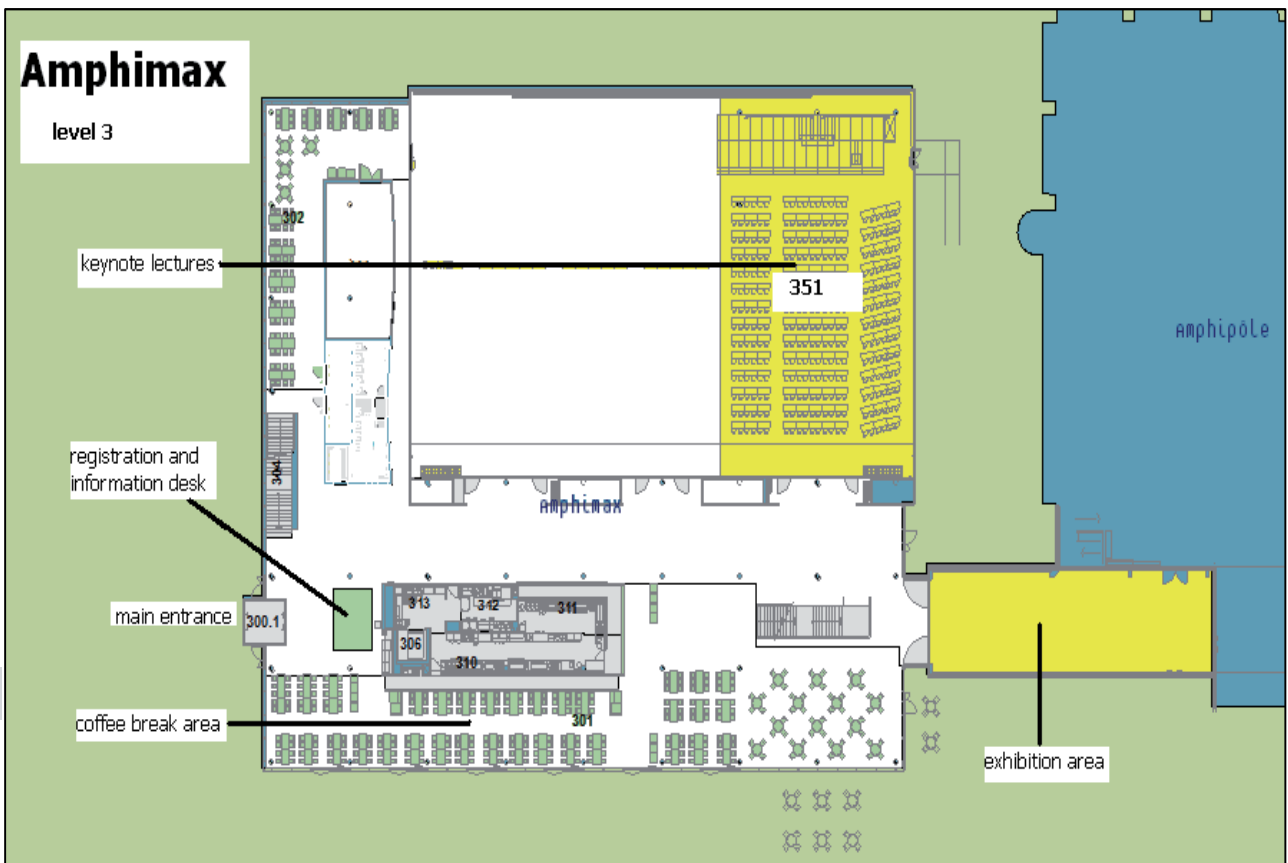 Amphimax
level 3
302
keynote lectures
351
Amphipôle
registration and
information desk
304
Amphimax
main entrance
300.1
313
312
311
306
310
coffee break area
301
exhibition area